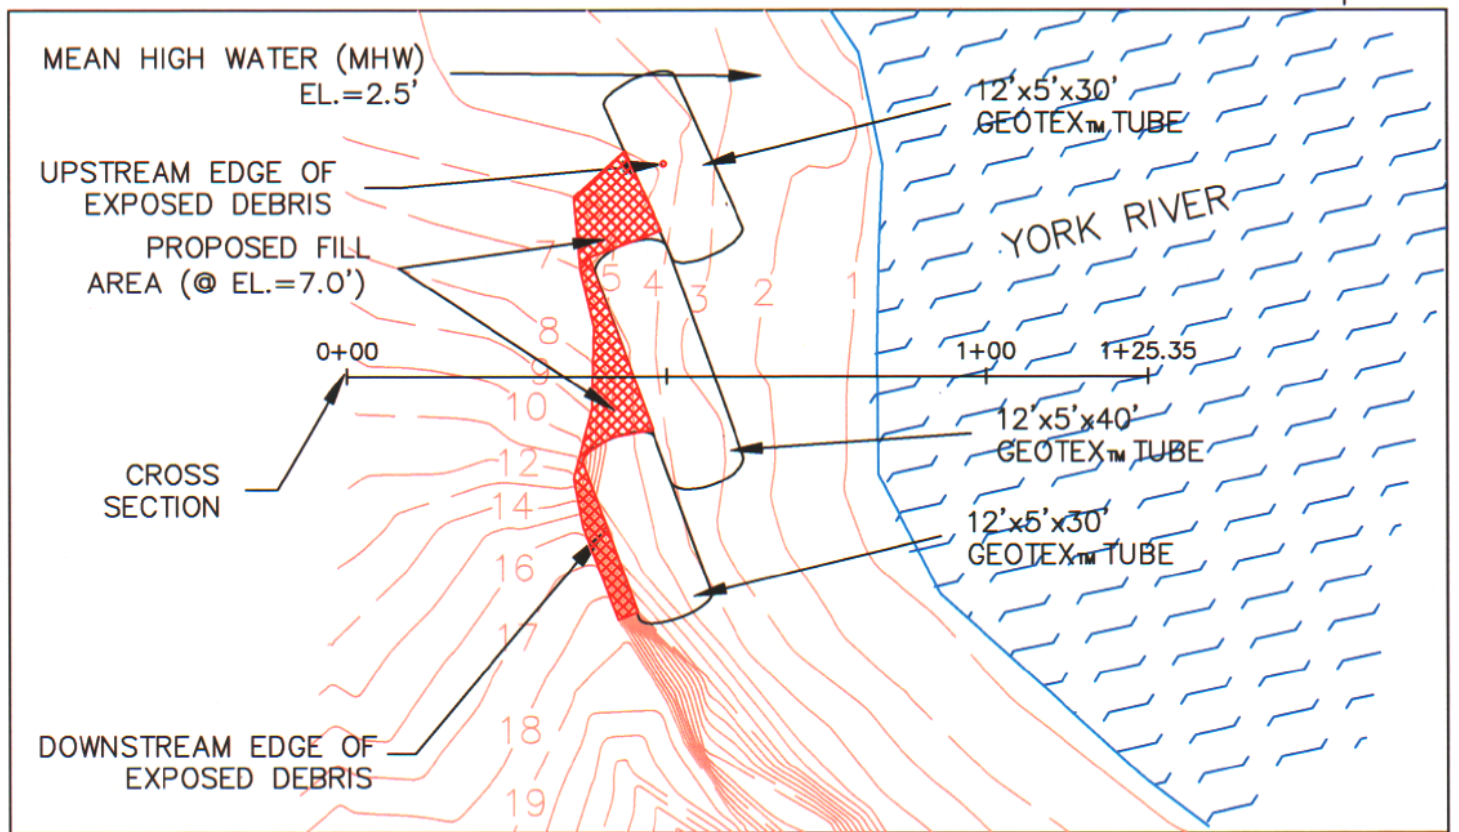 MEAN HIGH WATER (MHW)
EL.=2.5'
12'x5'x30'
GEOTEX™ TUBE
UPSTREAM EDGE OF
EXPOSED DEBRIS
YORK RIVER
PROPOSED FILL
AREA (@ EL.=7.0')
7
5
4
3
2
1
8
9
10
0+00
1+00
1+25.35
12'x5'x40'
GEOTEX™ TUBE
12
14
CROSS
SECTION
12'x5'x30'
GEOTEX™ TUBE
16
17
18
19
DOWNSTREAM EDGE OF
EXPOSED DEBRIS